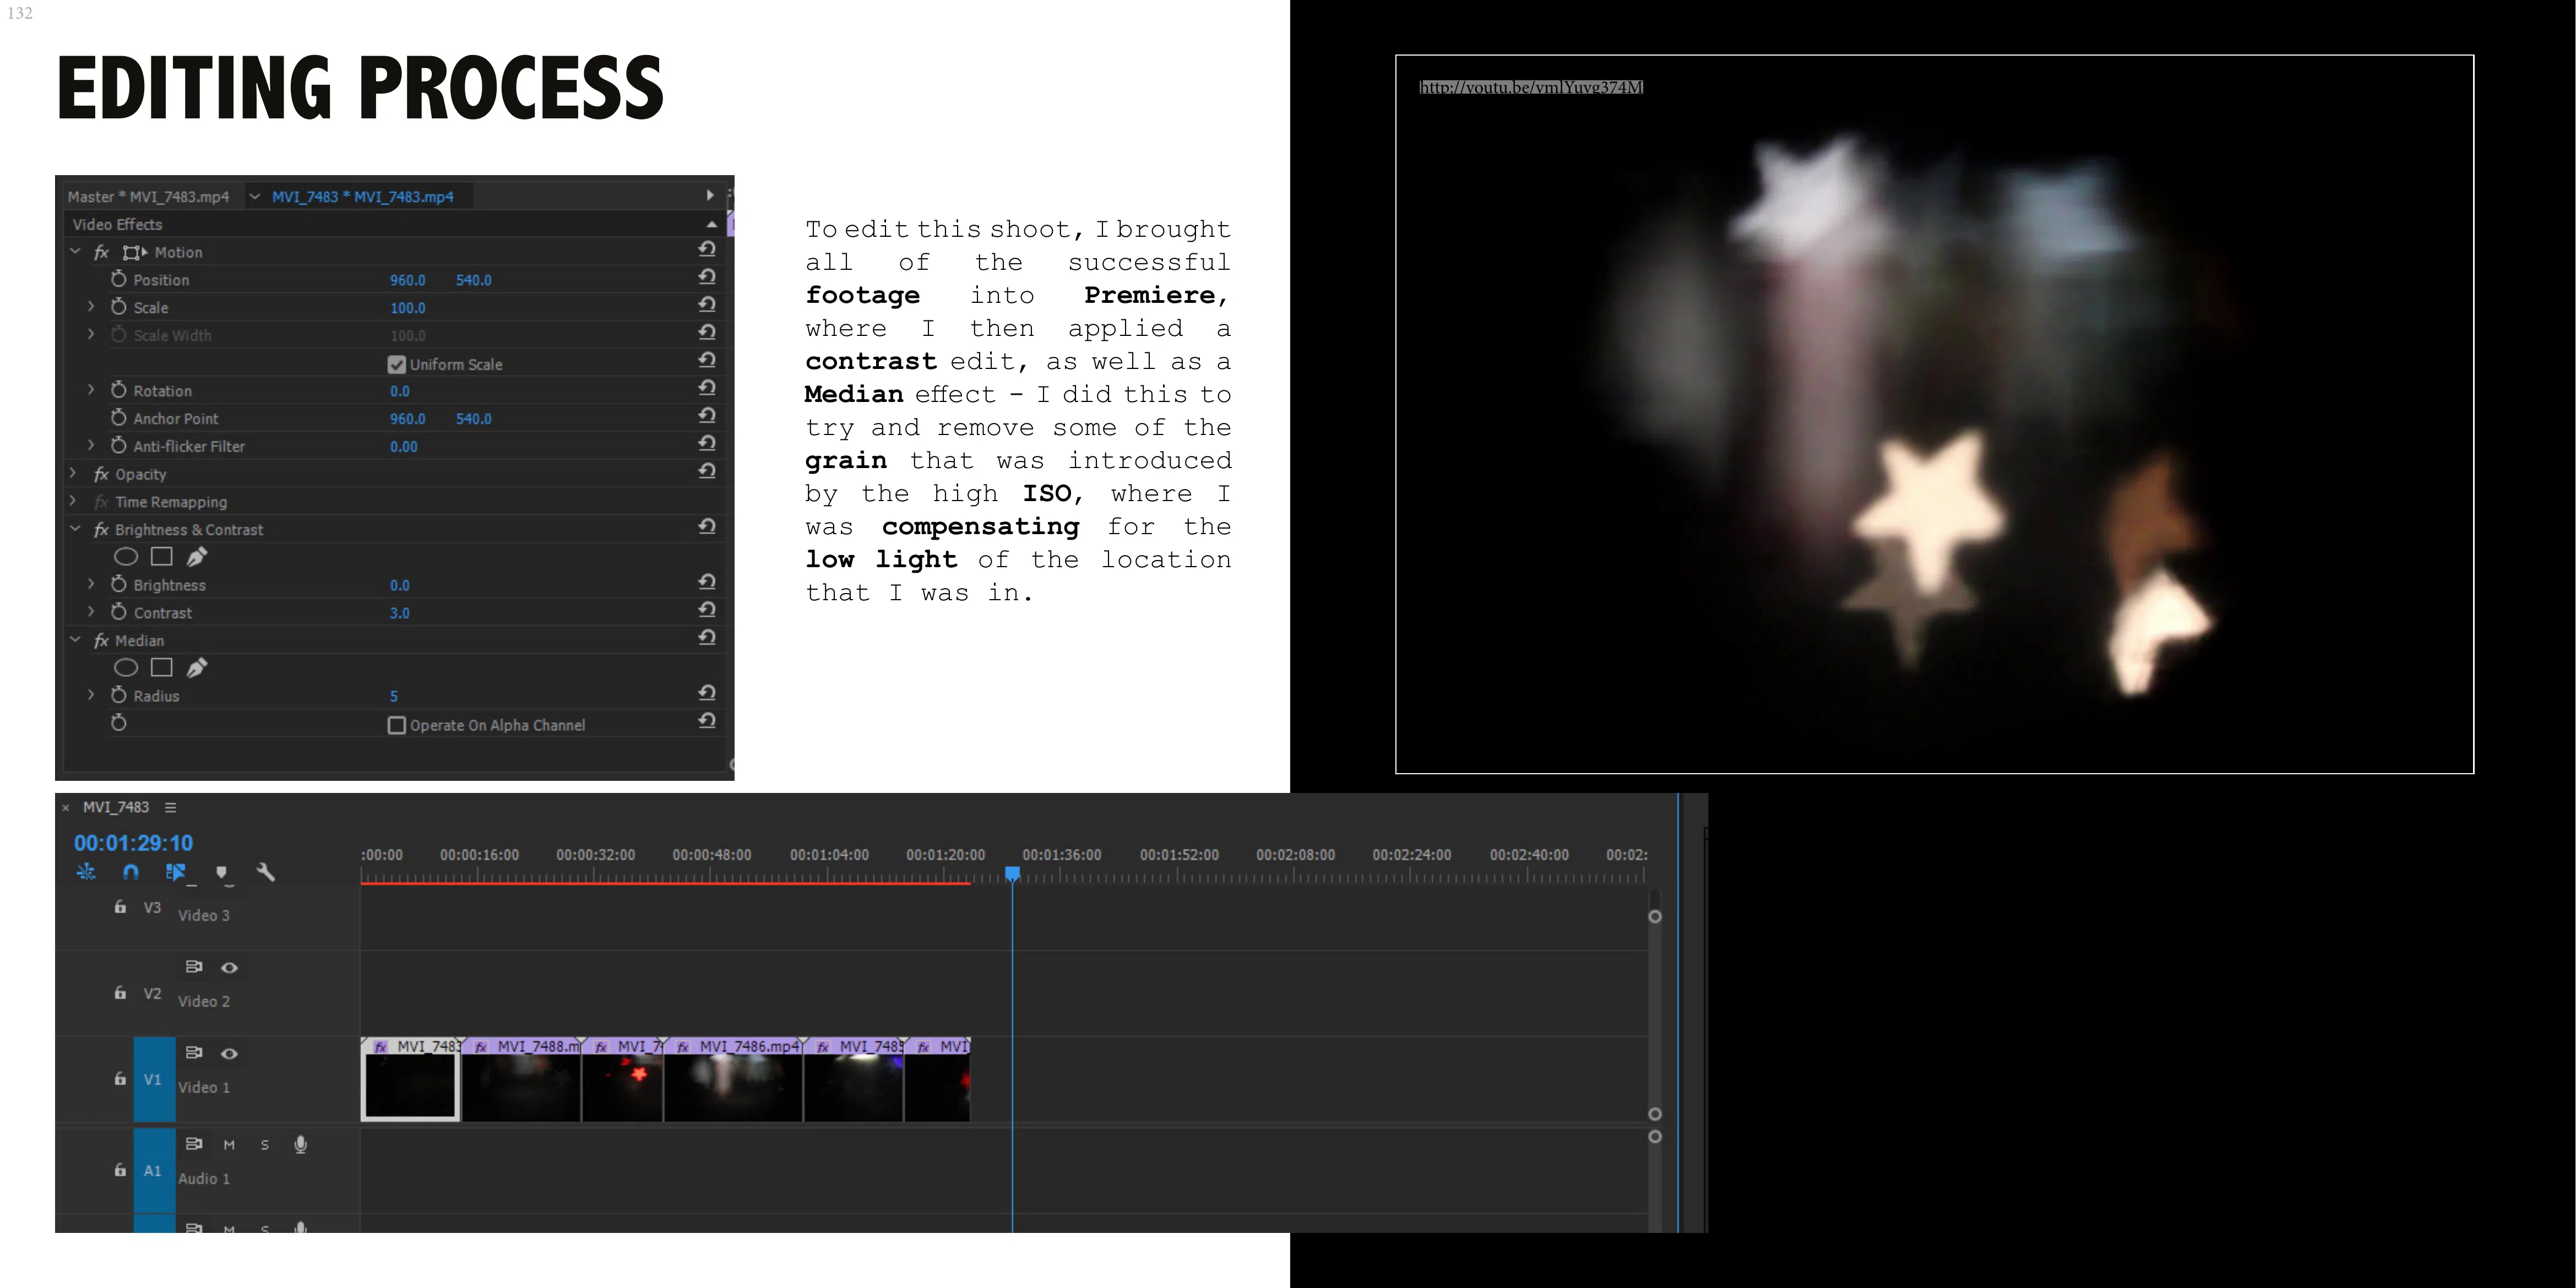 132
EDITING PROCESS
Master * MVI_7483.mp4 MVI_7483 * MVI_7483.mp4
Video Effects
fx Motion
Position 960.0 540.0
Scale 100.0
Scale Width 100.0
Uniform Scale
Rotation 0.0
Anchor Point 960.0 540.0
Anti-flicker Filter 0.00
fx Opacity
fx Time Remapping
fx Brightness & Contrast
Brightness 0.0
Contrast 3.0
fx Median
Radius 5
Operate On Alpha Channel
To edit this shoot, I brought
all of the successful
footage into Premiere,
where I then applied a
contrast edit, as well as a
Median effect - I did this to
try and remove some of the
grain that was introduced
by the high ISO, where I
was compensating for the
low light of the location
that I was in.
http://youtu.be/vmlYuvg374M
× MVI_7483
00:01:29:10
:00:00 00:00:16:00 00:00:32:00 00:00:48:00 00:01:04:00 00:01:20:00 00:01:36:00 00:01:52:00 00:02:08:00 00:02:24:00 00:02:40:00 00:02:
V3 Video 3
V2 Video 2
fx MVI_7483 fx MVI_7488.m fx MVI_7 fx MVI_7486.mp4 fx MVI_7485 fx MVI
V1 Video 1
M S
A1 Audio 1
M S